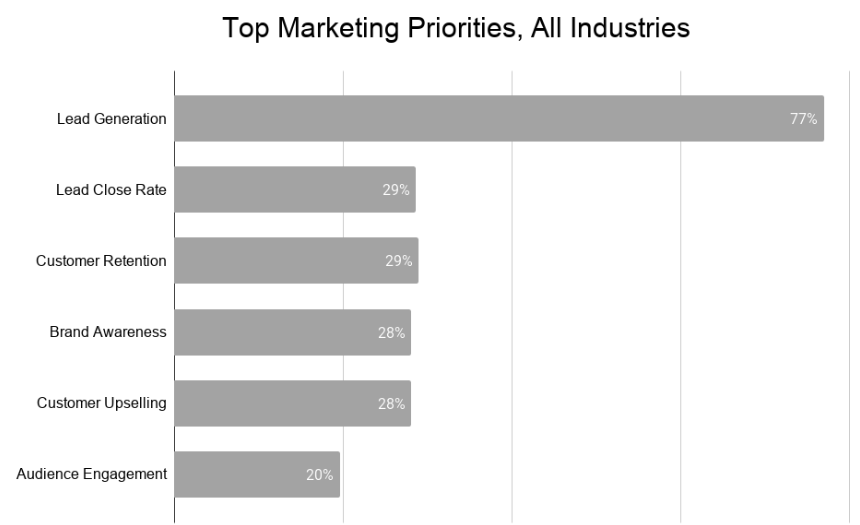 Top Marketing Priorities, All Industries
Lead Generation 77%
Lead Close Rate 29%
Customer Retention 29%
Brand Awareness 28%
Customer Upselling 28%
Audience Engagement 20%